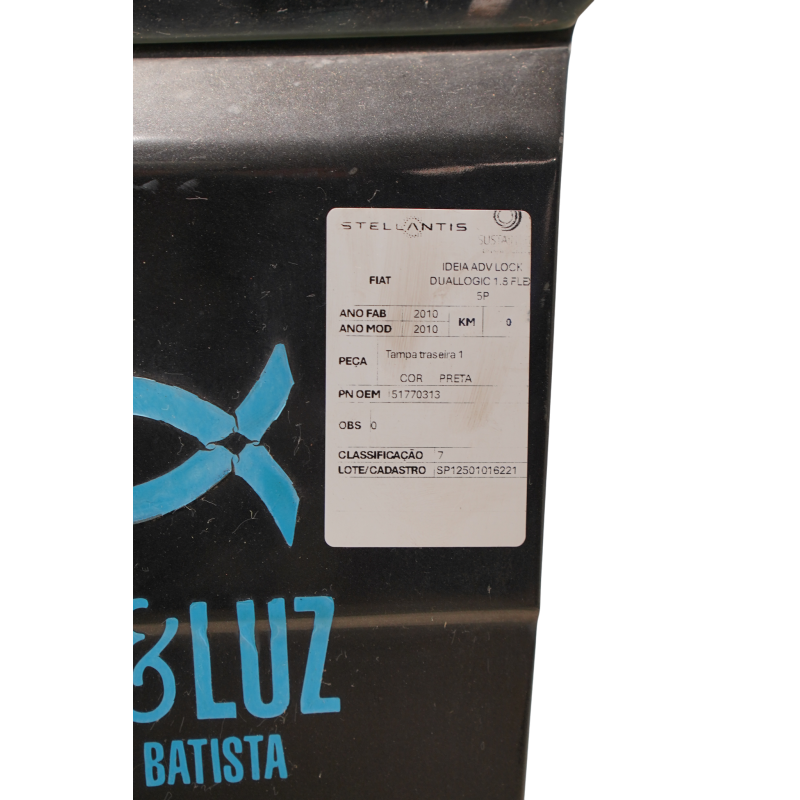 STELLANTIS
FIAT
IDEIA ADV LOCK
DUALLOGIC 1.8 FLEX
5P
ANO FAB 2010
ANO MOD 2010
KM 0
PEÇA Tampa traseira 1
COR PRETA
PN OEM 51770313
OBS 0
CLASSIFICAÇÃO 7
LOTE/CADASTRO SP12501016221
&LUZ
BATISTA